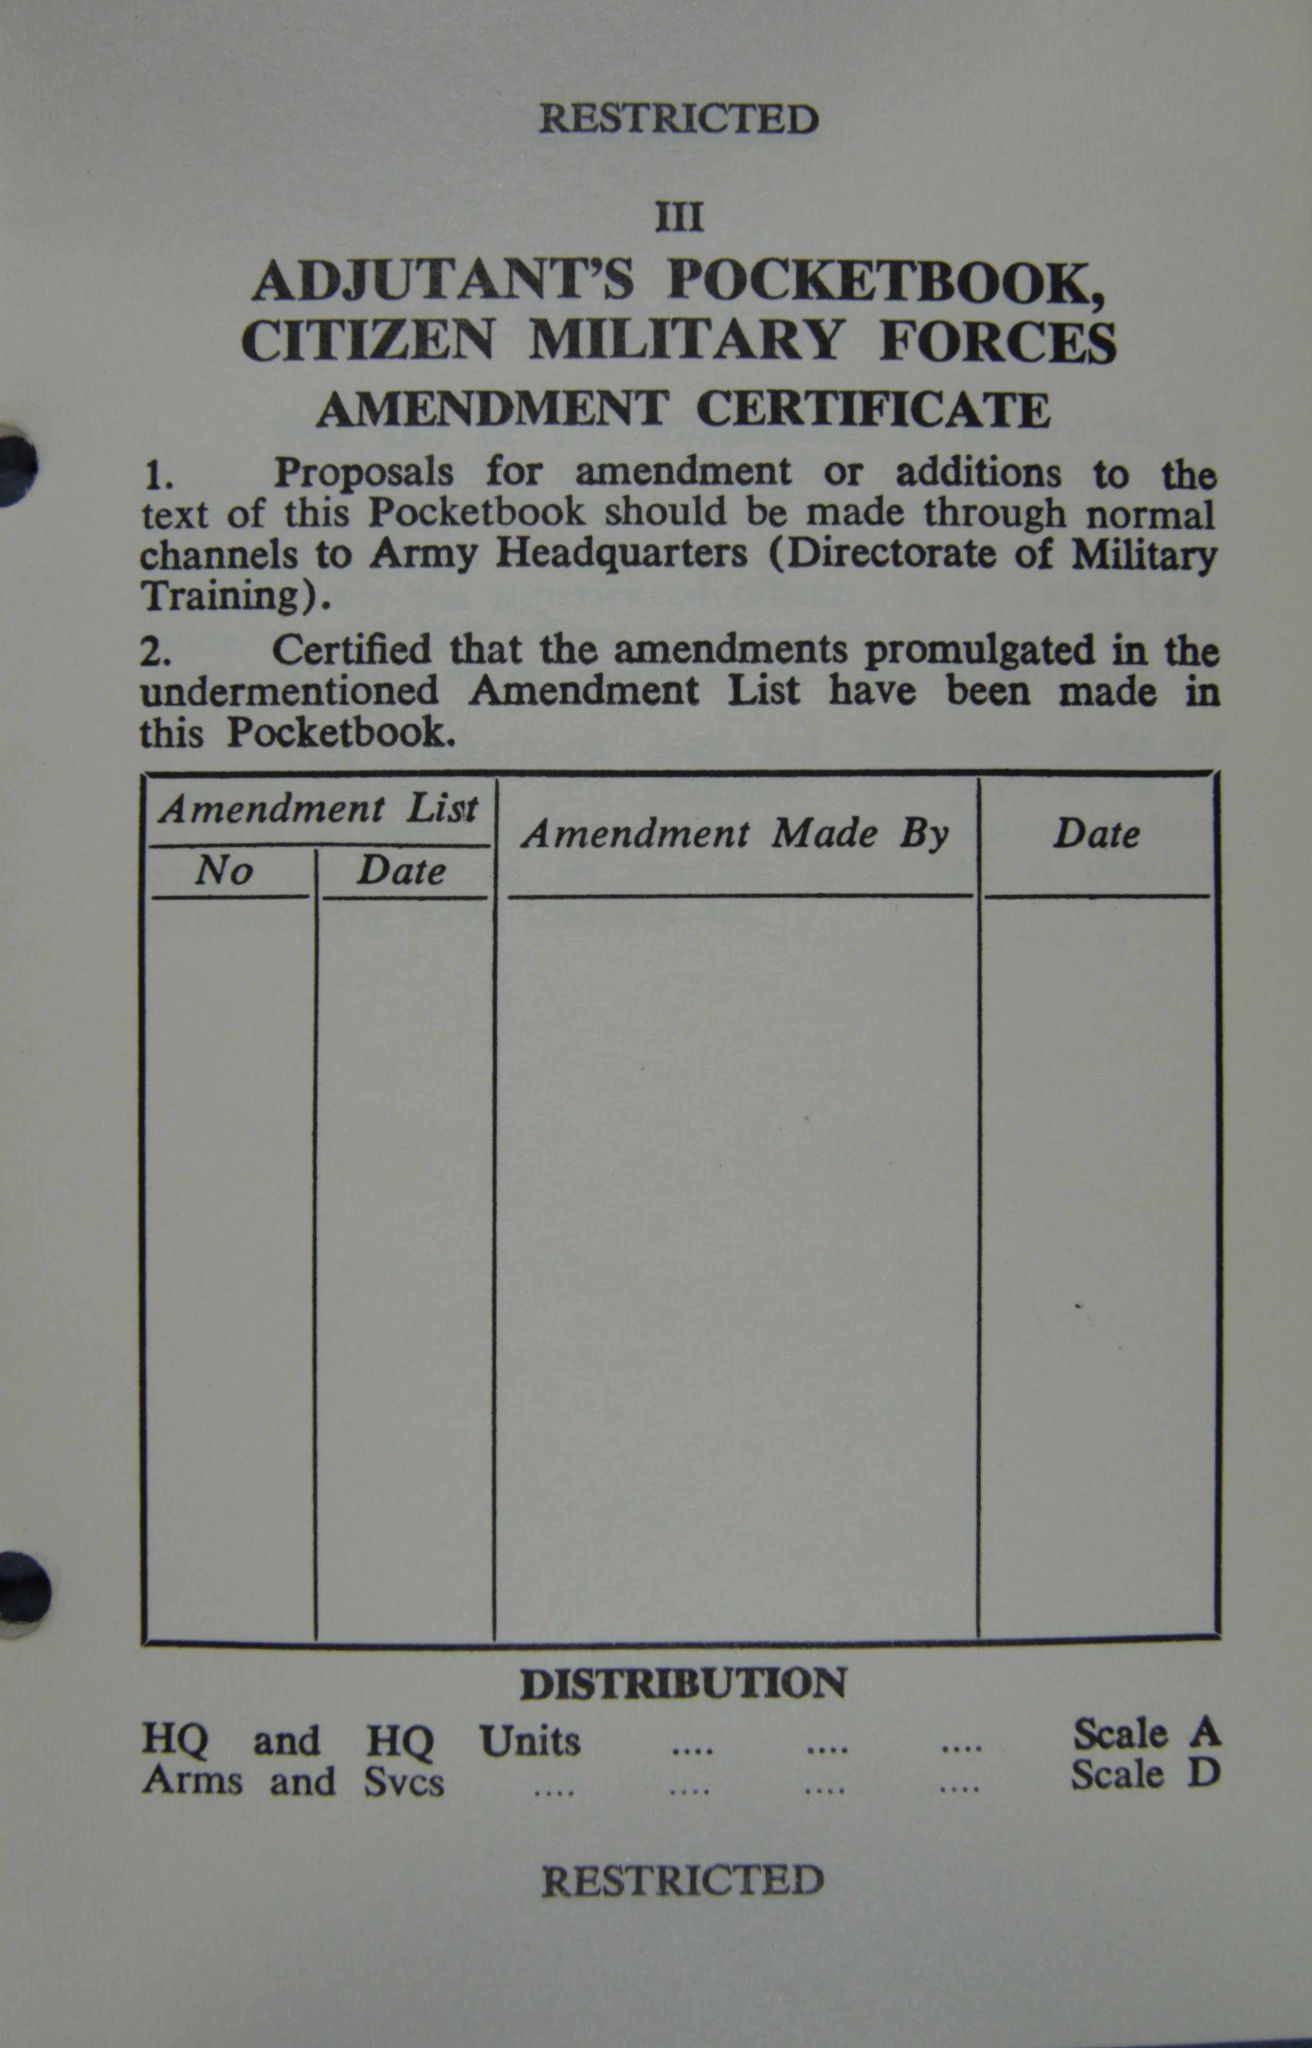 RESTRICTED
III
ADJUTANT'S POCKETBOOK,
CITIZEN MILITARY FORCES
AMENDMENT CERTIFICATE
1. Proposals for amendment or additions to the
text of this Pocketbook should be made through normal
channels to Army Headquarters (Directorate of Military
Training).
2. Certified that the amendments promulgated in the
undermentioned Amendment List have been made in
this Pocketbook.
Amendment List
No Date
Amendment Made By
Date
DISTRIBUTION
HQ and HQ Units .... .... .... Scale A
Arms and Svcs .... .... .... .... Scale D
RESTRICTED